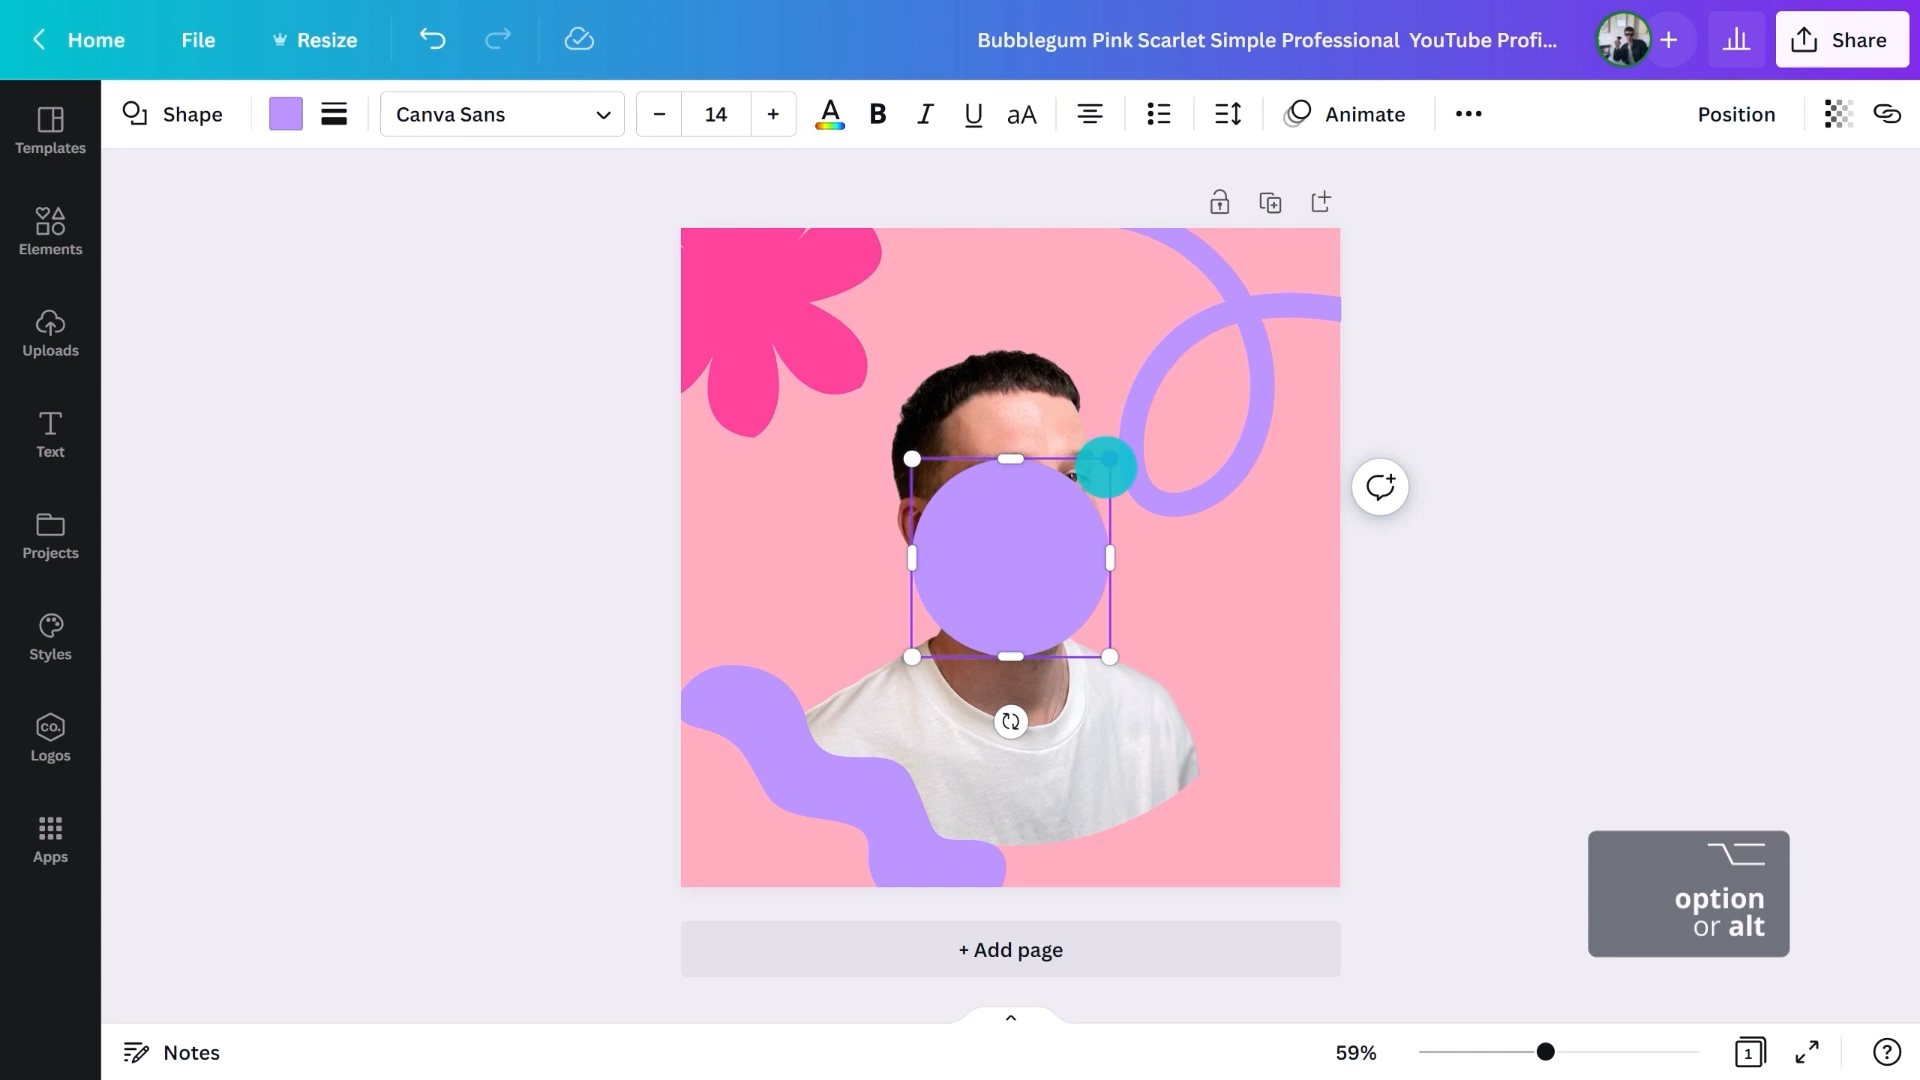 Home
File
Resize
Bubblegum Pink Scarlet Simple Professional YouTube Profi...
Share
Shape
Canva Sans
14
A
B
I
U
aA
Animate
Position
Templates
Elements
Uploads
Text
Projects
Styles
CO.
Logos
Apps
+ Add page
option
or alt
Notes
59%
1
?